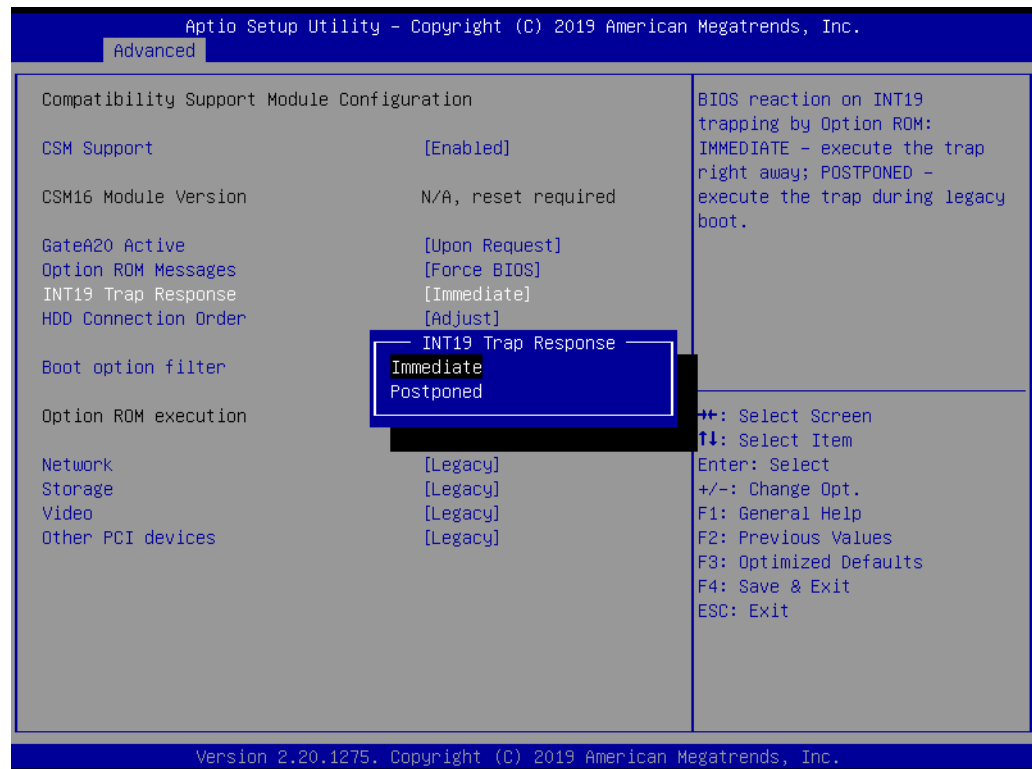 Aptio Setup Utility – Copyright (C) 2019 American Megatrends, Inc.
Advanced
Compatibility Support Module Configuration
CSM Support [Enabled]
CSM16 Module Version N/A, reset required
GateA20 Active [Upon Request]
Option ROM Messages [Force BIOS]
INT19 Trap Response [Immediate]
HDD Connection Order [Adjust]
Boot option filter
Option ROM execution
Network [Legacy]
Storage [Legacy]
Video [Legacy]
Other PCI devices [Legacy]
INT19 Trap Response
Immediate
Postponed
BIOS reaction on INT19
trapping by Option ROM:
IMMEDIATE – execute the trap
right away; POSTPONED –
execute the trap during legacy
boot.
→←: Select Screen
↑↓: Select Item
Enter: Select
+/-: Change Opt.
F1: General Help
F2: Previous Values
F3: Optimized Defaults
F4: Save & Exit
ESC: Exit
Version 2.20.1275. Copyright (C) 2019 American Megatrends, Inc.